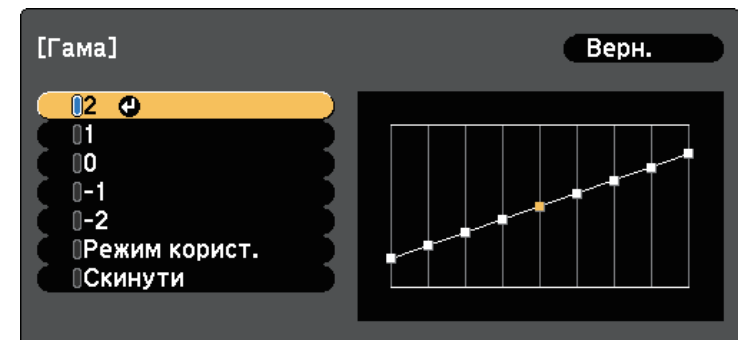 [Гама]
Верн.
2
1
0
-1
-2
Режим корист.
Скинути